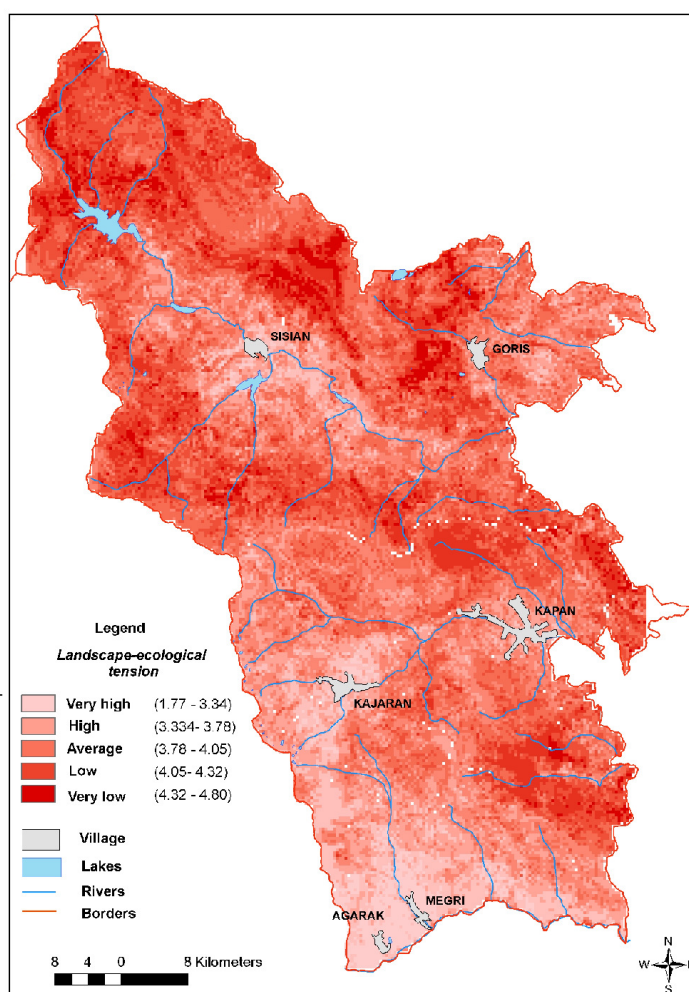 SISIAN
GORIS
KAPAN
KAJARAN
MEGRI
AGARAK
Legend
Landscape-ecological
tension
Very high (1.77 - 3.34)
High (3.334- 3.78)
Average (3.78 - 4.05)
Low (4.05- 4.32)
Very low (4.32 - 4.80)
Village
Lakes
Rivers
Borders
8 4 0 8 Kilometers
N
W
S